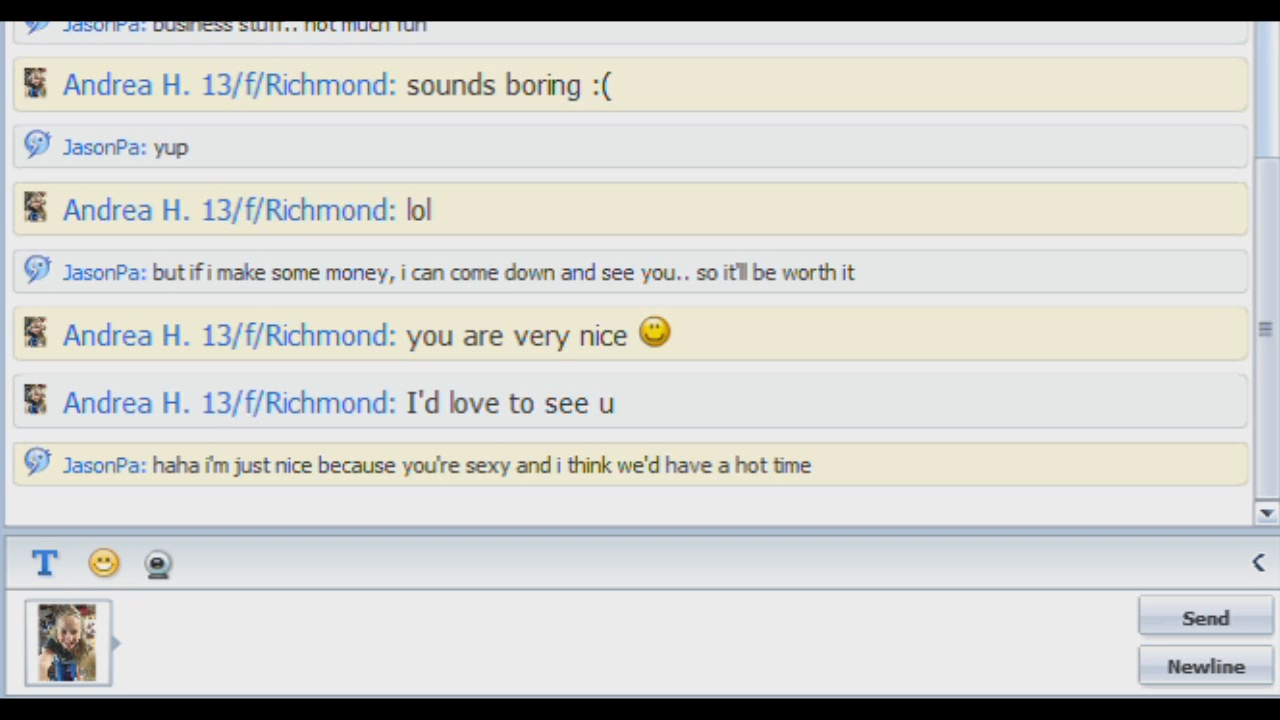 JasonPa: business stuff.. not much fun
Andrea H. 13/f/Richmond: sounds boring :(
JasonPa: yup
Andrea H. 13/f/Richmond: lol
JasonPa: but if i make some money, i can come down and see you.. so it'll be worth it
Andrea H. 13/f/Richmond: you are very nice
Andrea H. 13/f/Richmond: I'd love to see u
JasonPa: haha i'm just nice because you're sexy and i think we'd have a hot time
T
Send
Newline